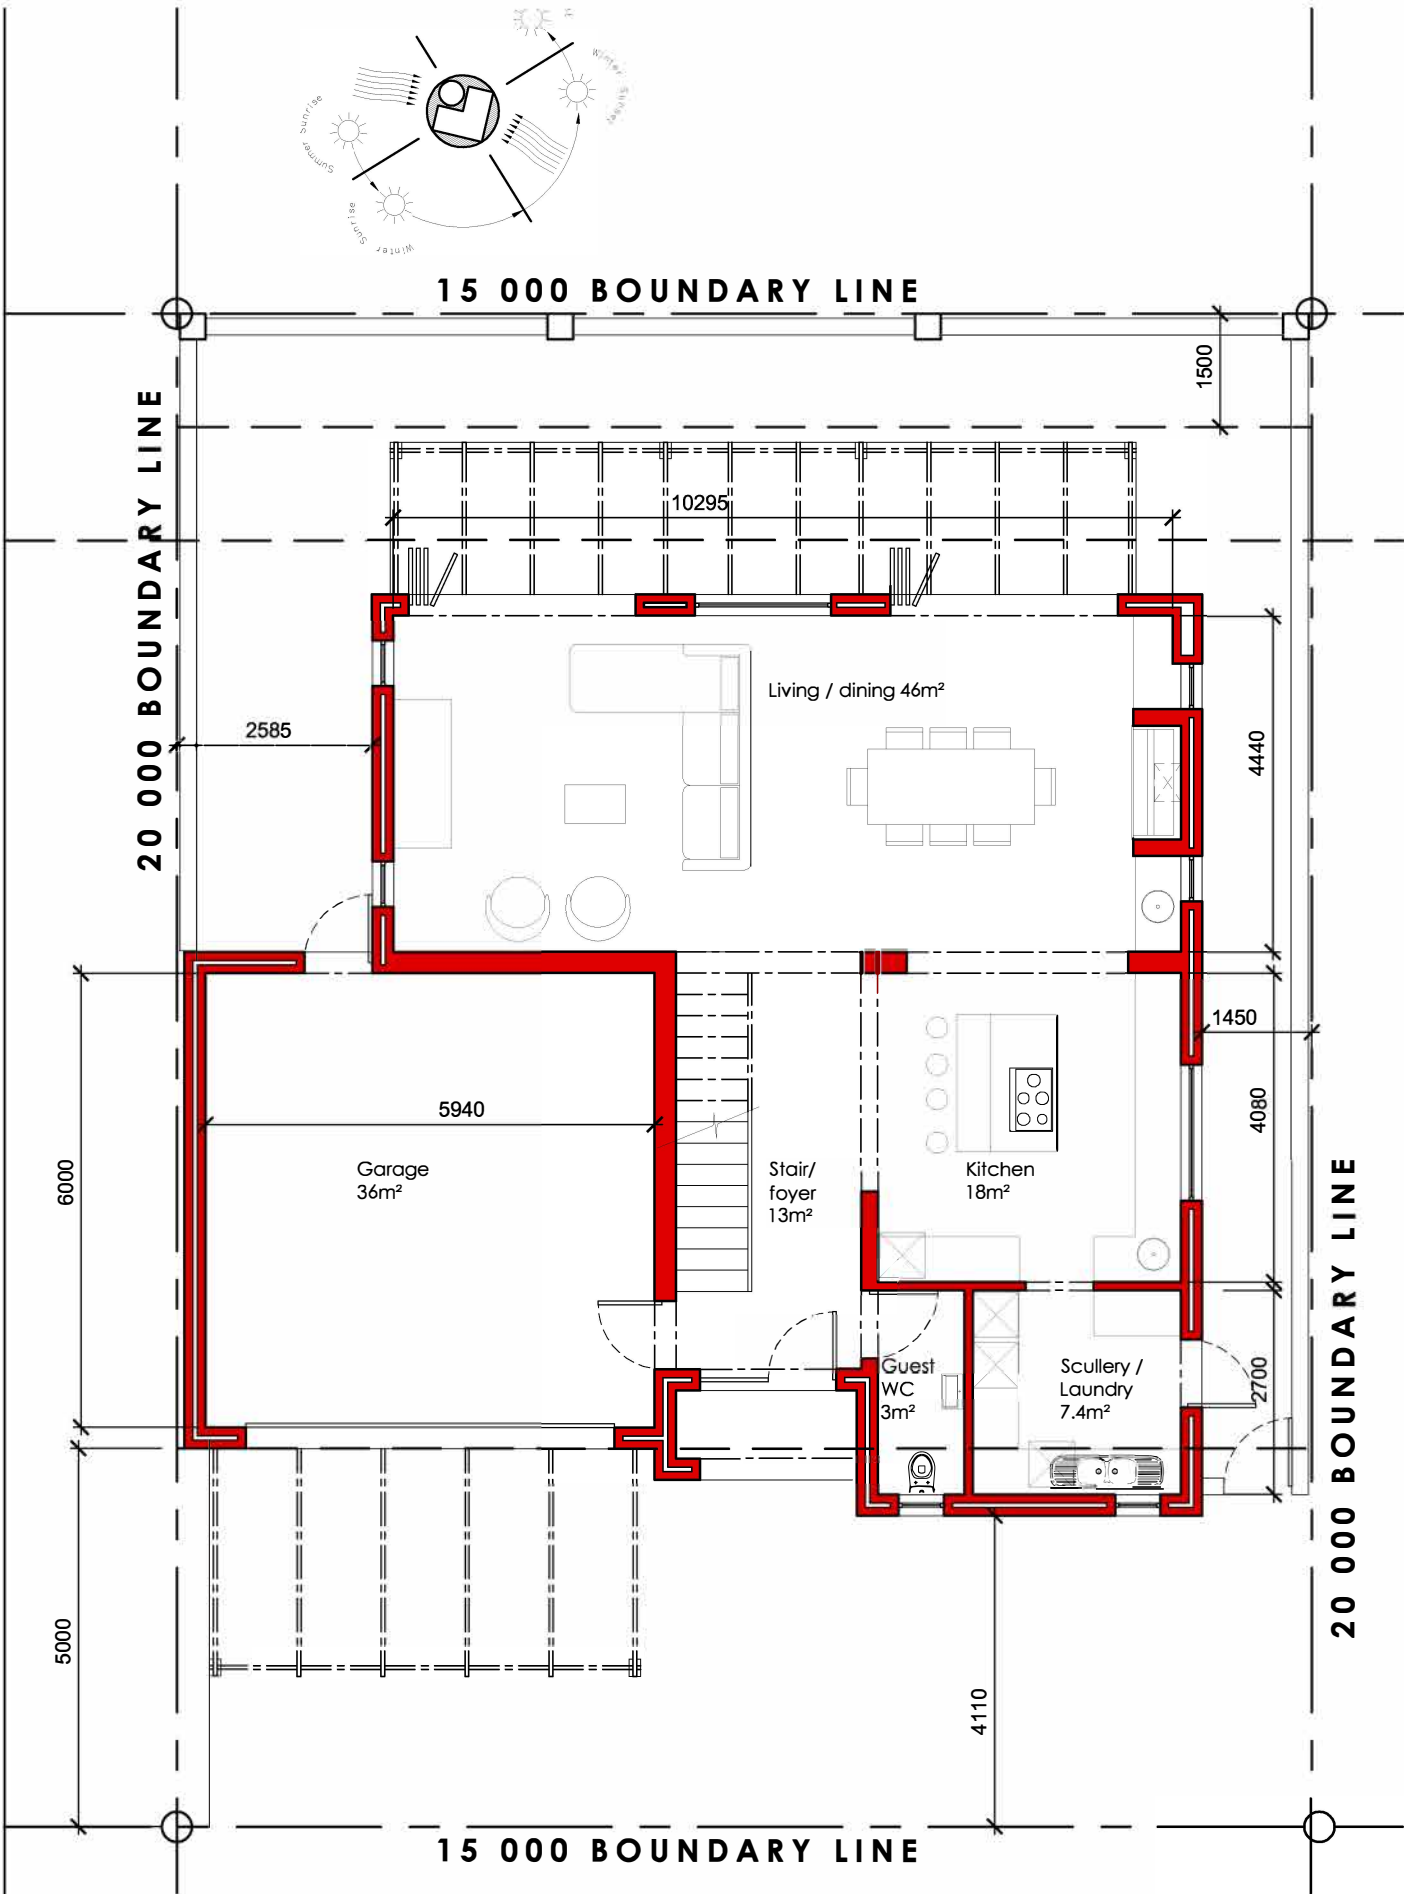 Winter Sunset
Summer Sunrise
Winter Sunrise
15 000 BOUNDARY LINE
1500
20 000 BOUNDARY LINE
10295
Living / dining 46m²
2585
4440
1450
5940
4080
6000
Garage
36m²
Stair/
foyer
13m²
Kitchen
18m²
Guest
WC
3m²
Scullery /
Laundry
7.4m²
2700
20 000 BOUNDARY LINE
5000
4110
15 000 BOUNDARY LINE